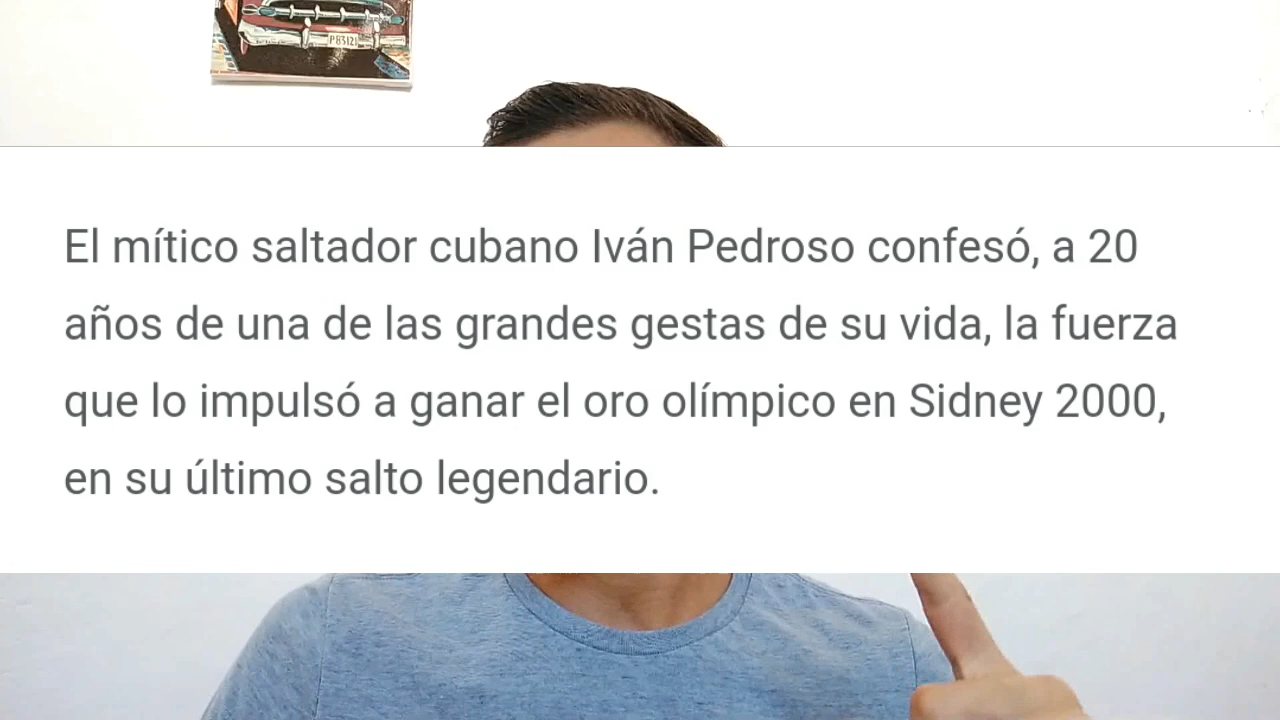 P83121
El mítico saltador cubano Iván Pedroso confesó, a 20
años de una de las grandes gestas de su vida, la fuerza
que lo impulsó a ganar el oro olímpico en Sidney 2000,
en su último salto legendario.